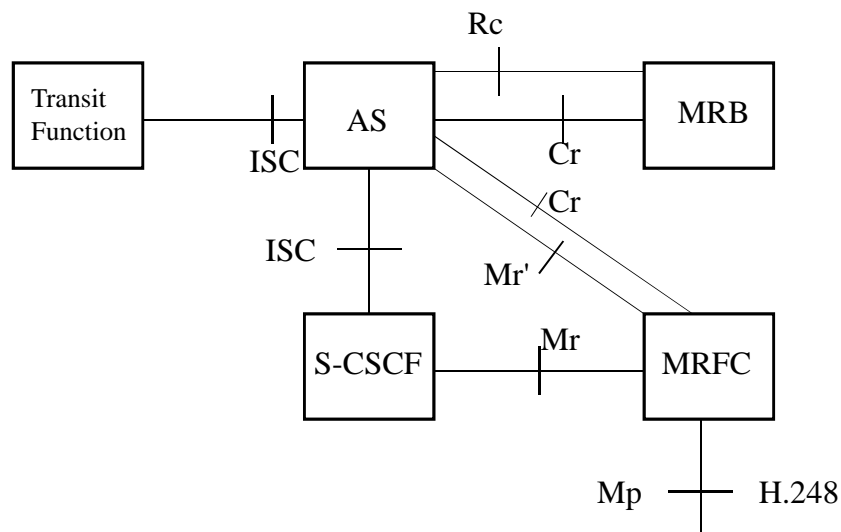 Rc
Transit
Function
AS
MRB
ISC
Cr
Cr
ISC
Mr'
S-CSCF
Mr
MRFC
Mp
H.248